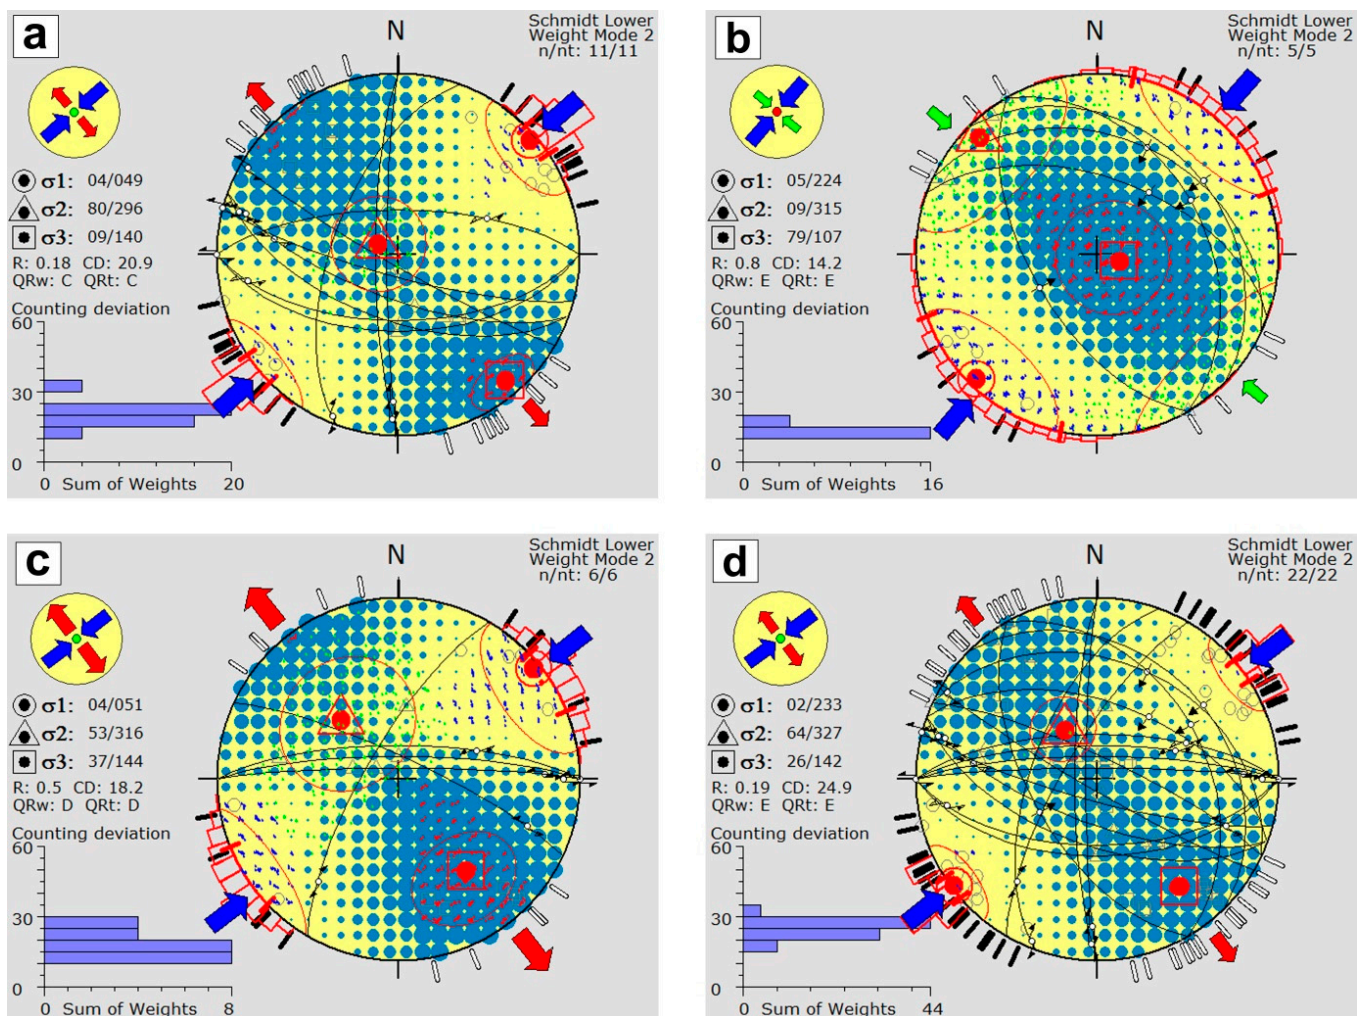 a
N
Schmidt Lower
Weight Mode 2
n/nt: 11/11
σ1: 04/049
σ2: 80/296
σ3: 09/140
R: 0.18 CD: 20.9
QRw: C QRt: C
Counting deviation
60
30
0
0 Sum of Weights 20
b
N
Schmidt Lower
Weight Mode 2
n/nt: 5/5
σ1: 05/224
σ2: 09/315
σ3: 79/107
R: 0.8 CD: 14.2
QRw: E QRt: E
Counting deviation
60
30
0
0 Sum of Weights 16
c
N
Schmidt Lower
Weight Mode 2
n/nt: 6/6
σ1: 04/051
σ2: 53/316
σ3: 37/144
R: 0.5 CD: 18.2
QRw: D QRt: D
Counting deviation
60
30
0
0 Sum of Weights 8
d
N
Schmidt Lower
Weight Mode 2
n/nt: 22/22
σ1: 02/233
σ2: 64/327
σ3: 26/142
R: 0.19 CD: 24.9
QRw: E QRt: E
Counting deviation
60
30
0
0 Sum of Weights 44